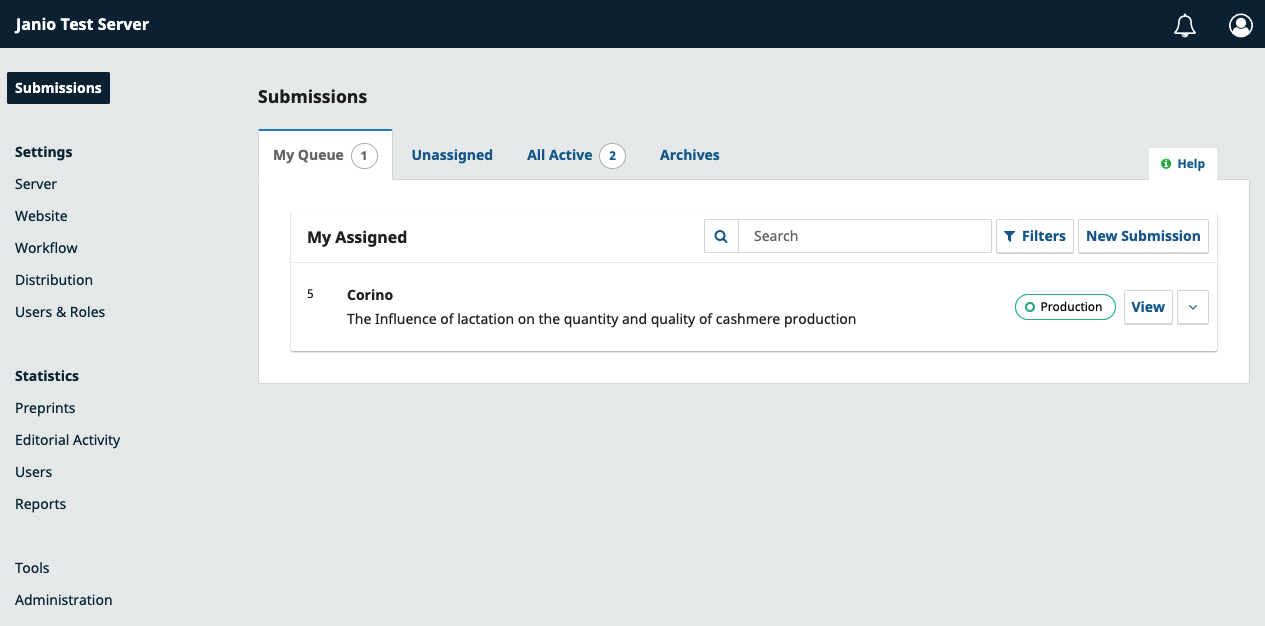 Janio Test Server
Submissions
Settings
Server
Website
Workflow
Distribution
Users & Roles
Statistics
Preprints
Editorial Activity
Users
Reports
Tools
Administration
Submissions
My Queue 1 Unassigned All Active 2 Archives
Help
My Assigned Search Filters New Submission
5 Corino
The Influence of lactation on the quantity and quality of cashmere production
Production View